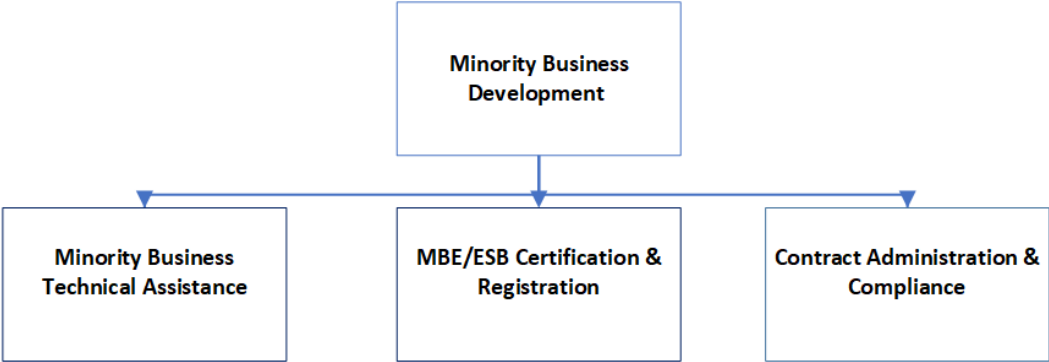 Minority Business
Development
Minority Business
Technical Assistance
MBE/ESB Certification &
Registration
Contract Administration &
Compliance